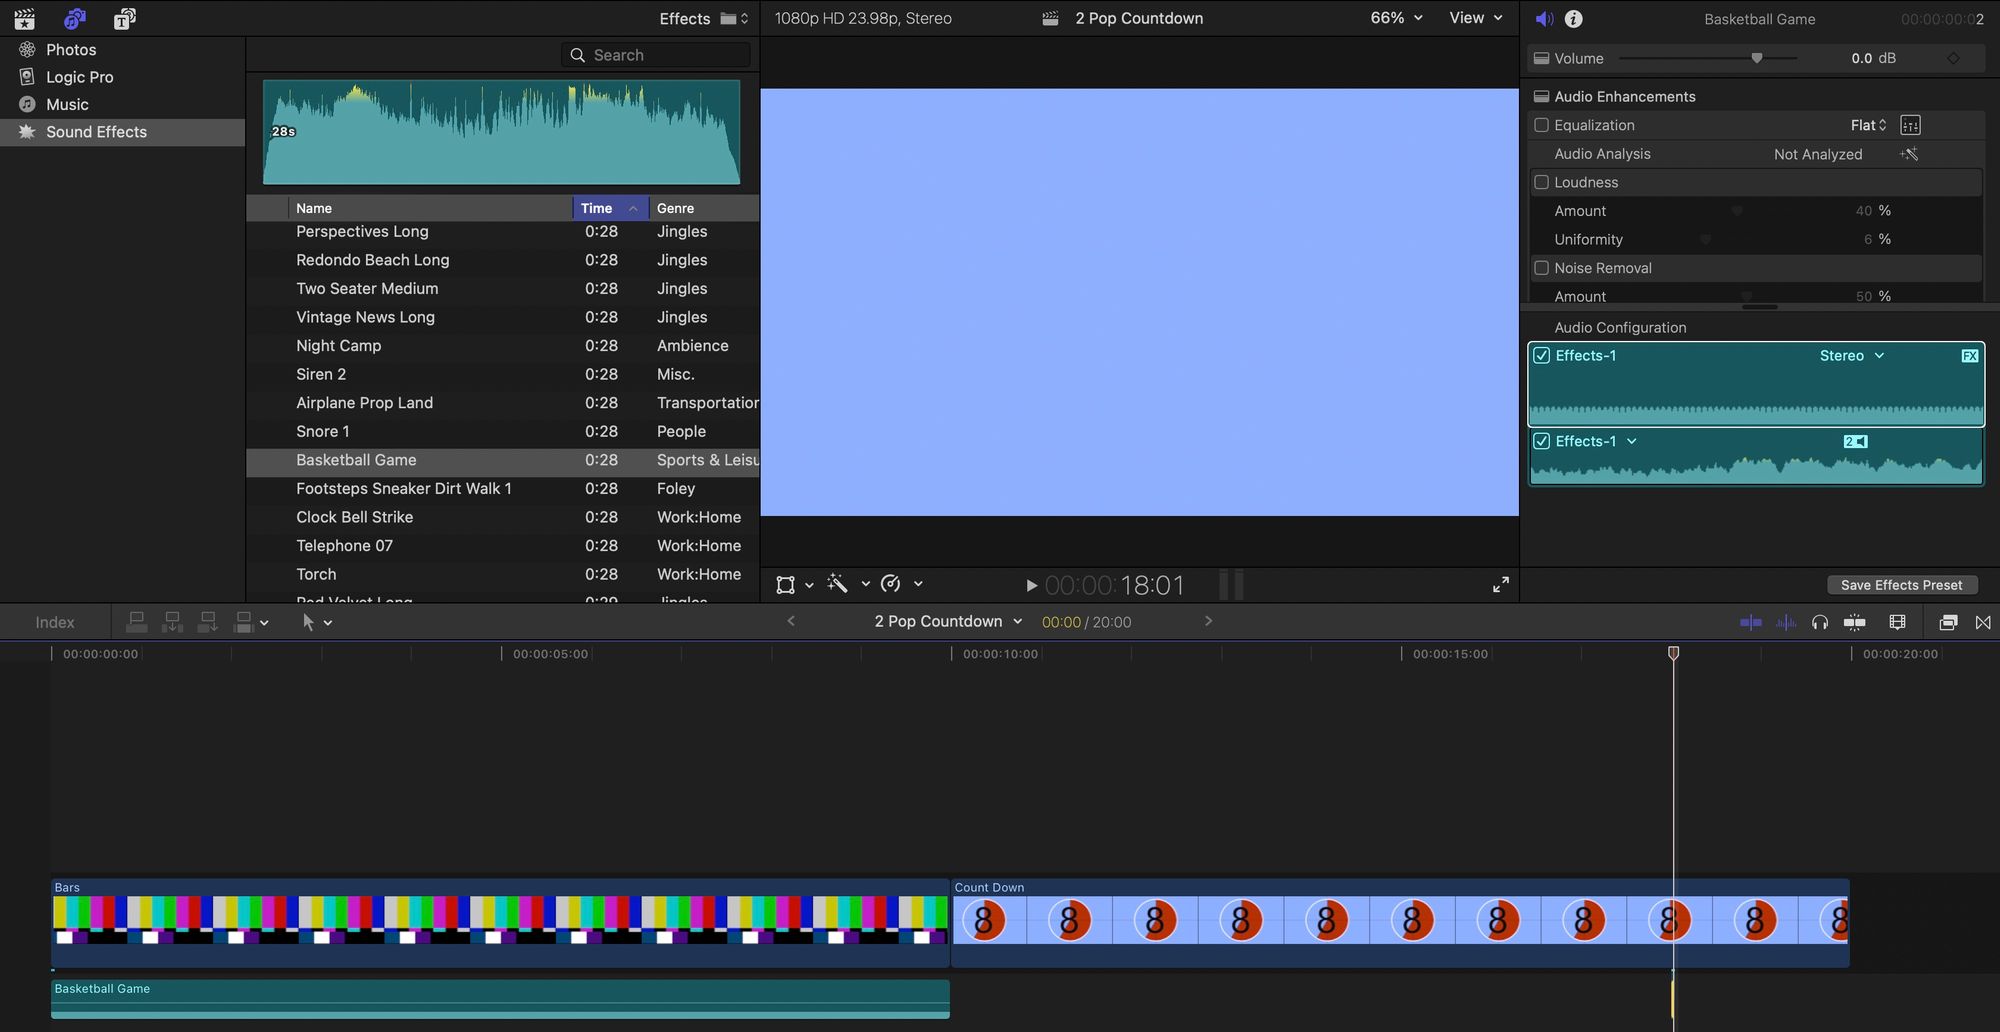 Effects
1080p HD 23.98p, Stereo
2 Pop Countdown
66%
View
Basketball Game
00:00:00:02
Photos
Logic Pro
Music
Sound Effects
Search
28s
Name Time Genre
Perspectives Long 0:28 Jingles
Redondo Beach Long 0:28 Jingles
Two Seater Medium 0:28 Jingles
Vintage News Long 0:28 Jingles
Night Camp 0:28 Ambience
Siren 2 0:28 Misc.
Airplane Prop Land 0:28 Transportation
Snore 1 0:28 People
Basketball Game 0:28 Sports & Leisu
Footsteps Sneaker Dirt Walk 1 0:28 Foley
Clock Bell Strike 0:28 Work:Home
Telephone 07 0:28 Work:Home
Torch 0:28 Work:Home
Red Velvet Long 0:29 Jingles
00:00:18:01
Volume 0.0 dB
Audio Enhancements
Equalization Flat
Audio Analysis Not Analyzed
Loudness
Amount 40 %
Uniformity 6 %
Noise Removal
Amount 50 %
Audio Configuration
Effects-1 Stereo FX
Effects-1 2
Save Effects Preset
Index
2 Pop Countdown
00:00 / 20:00
00:00:00:00 00:00:05:00 00:00:10:00 00:00:15:00 00:00:20:00
Bars
Count Down
8 8 8 8 8 8 8 8 8 8 8
Basketball Game